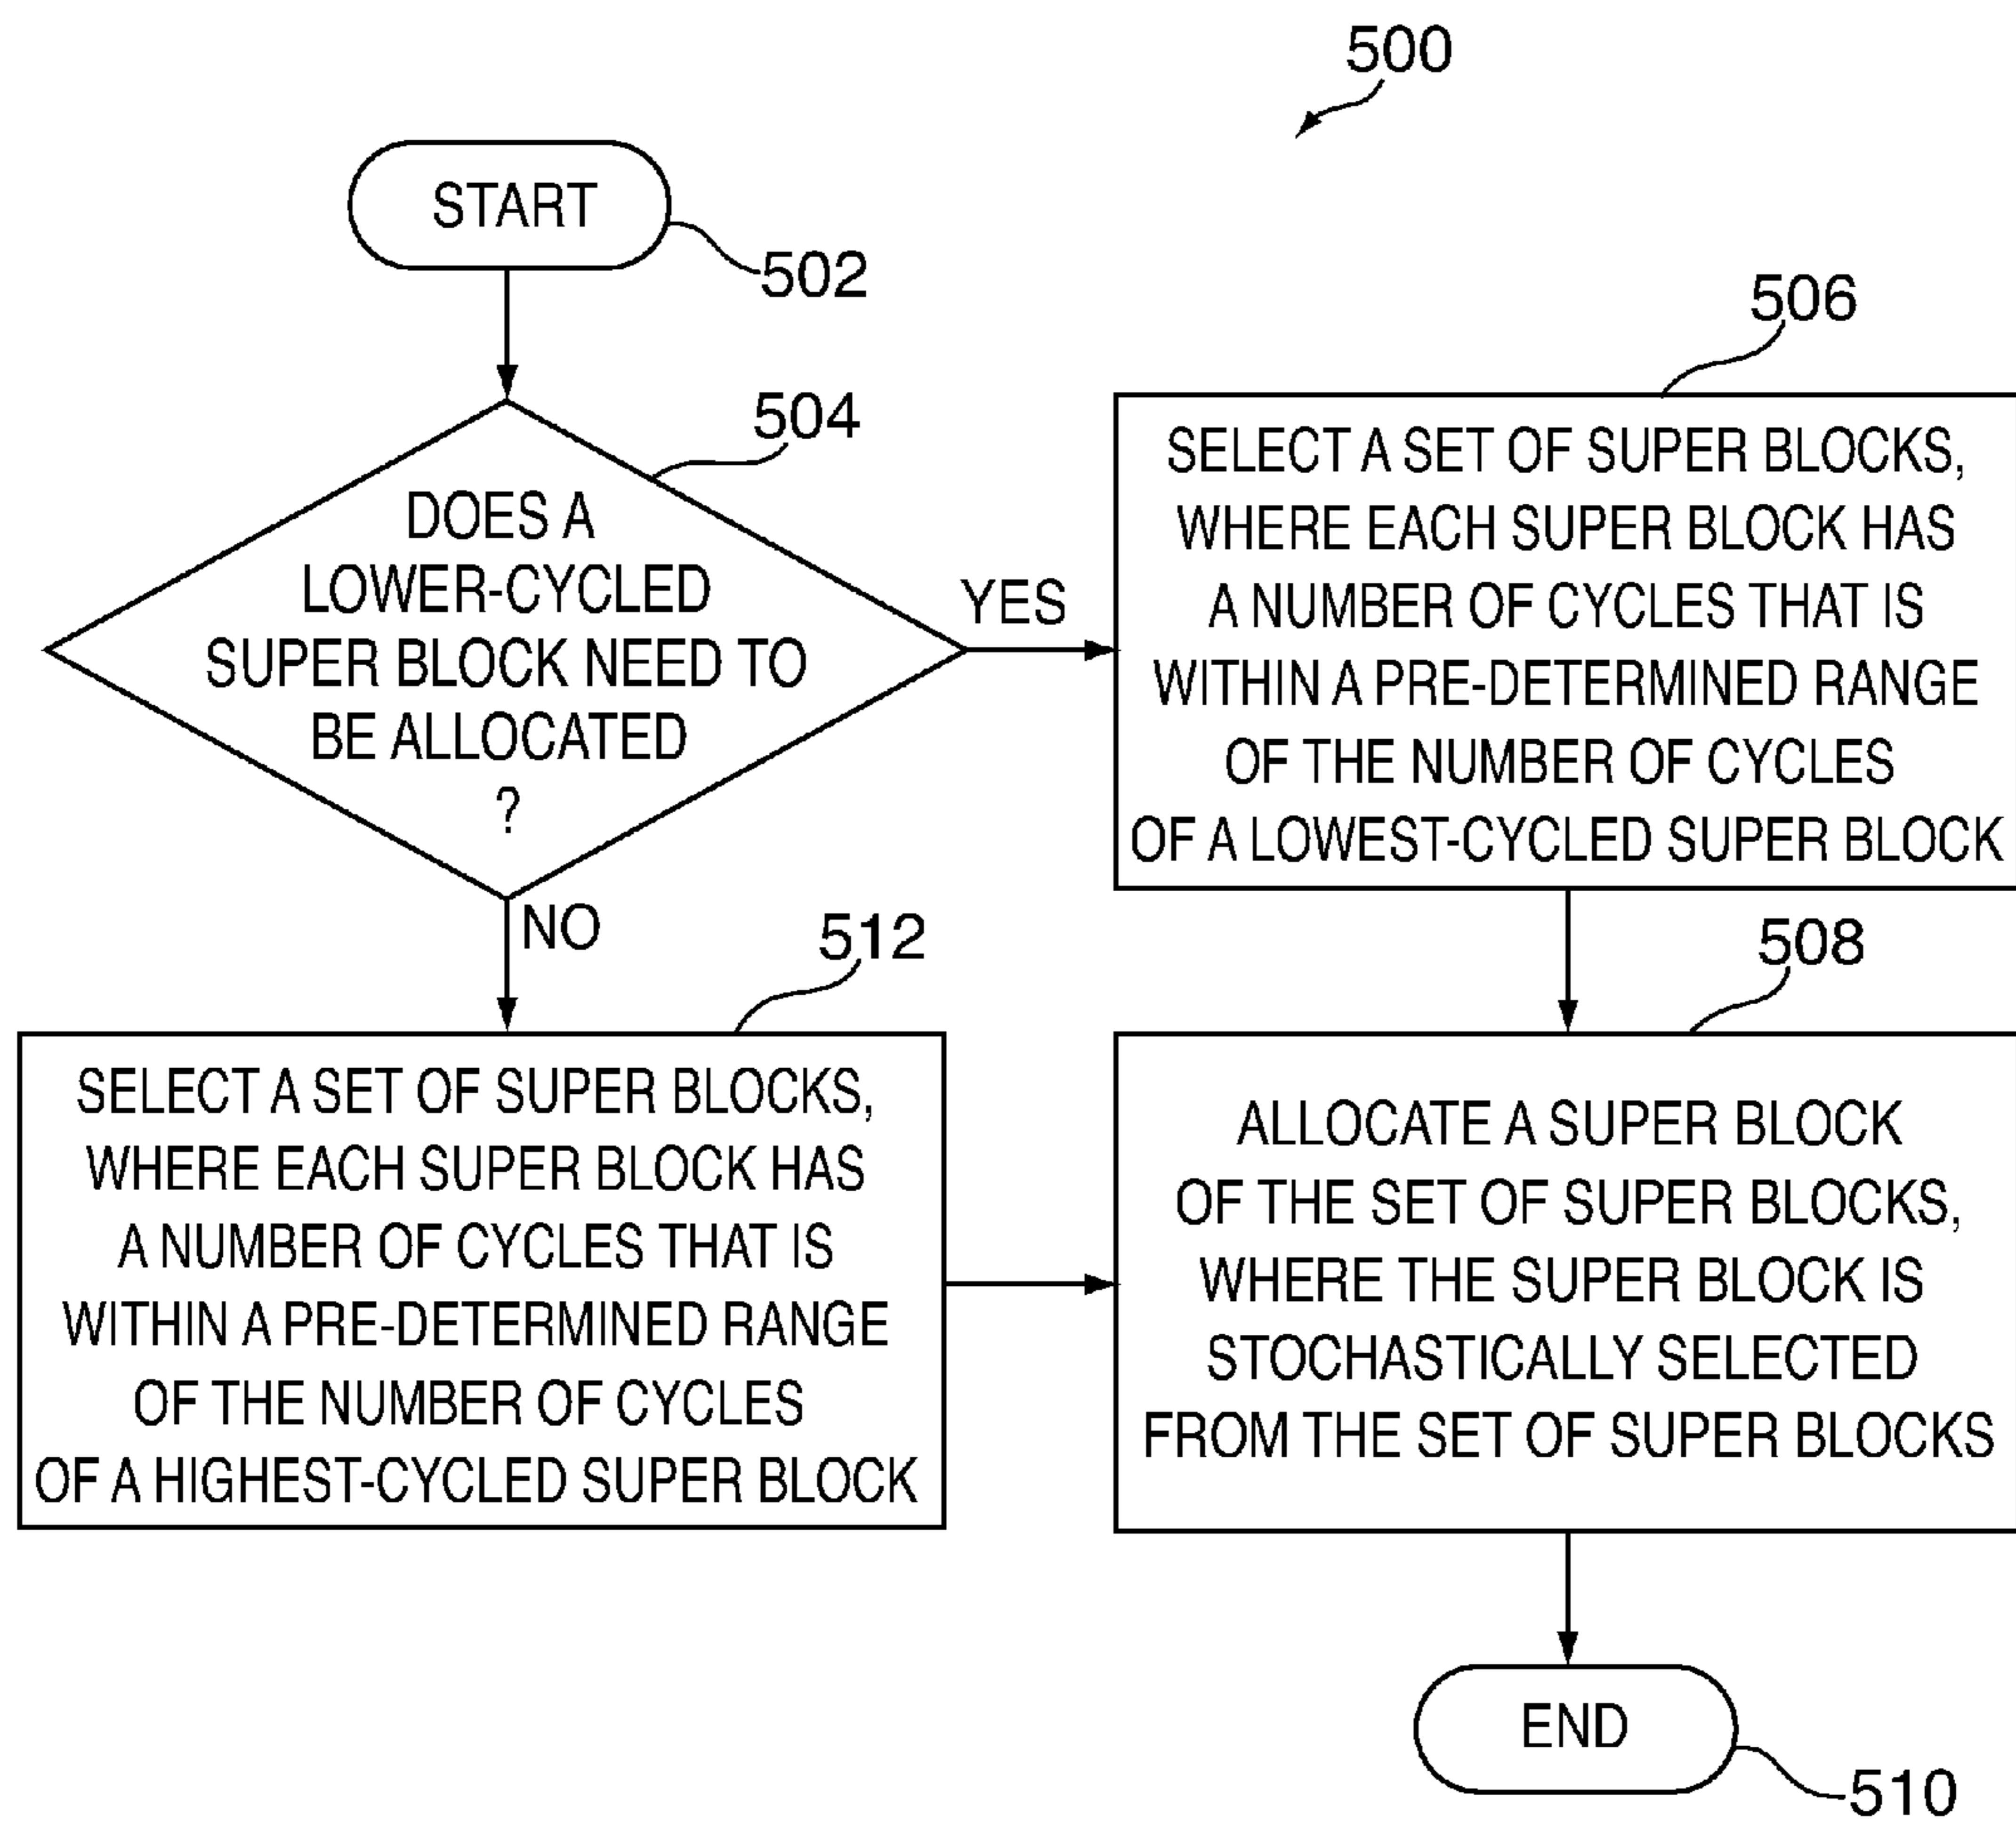 500
START
502
504
DOES A
LOWER-CYCLED
SUPER BLOCK NEED TO
BE ALLOCATED
?
YES
NO
506
SELECT A SET OF SUPER BLOCKS,
WHERE EACH SUPER BLOCK HAS
A NUMBER OF CYCLES THAT IS
WITHIN A PRE-DETERMINED RANGE
OF THE NUMBER OF CYCLES
OF A LOWEST-CYCLED SUPER BLOCK
512
SELECT A SET OF SUPER BLOCKS,
WHERE EACH SUPER BLOCK HAS
A NUMBER OF CYCLES THAT IS
WITHIN A PRE-DETERMINED RANGE
OF THE NUMBER OF CYCLES
OF A HIGHEST-CYCLED SUPER BLOCK
508
ALLOCATE A SUPER BLOCK
OF THE SET OF SUPER BLOCKS,
WHERE THE SUPER BLOCK IS
STOCHASTICALLY SELECTED
FROM THE SET OF SUPER BLOCKS
END
510